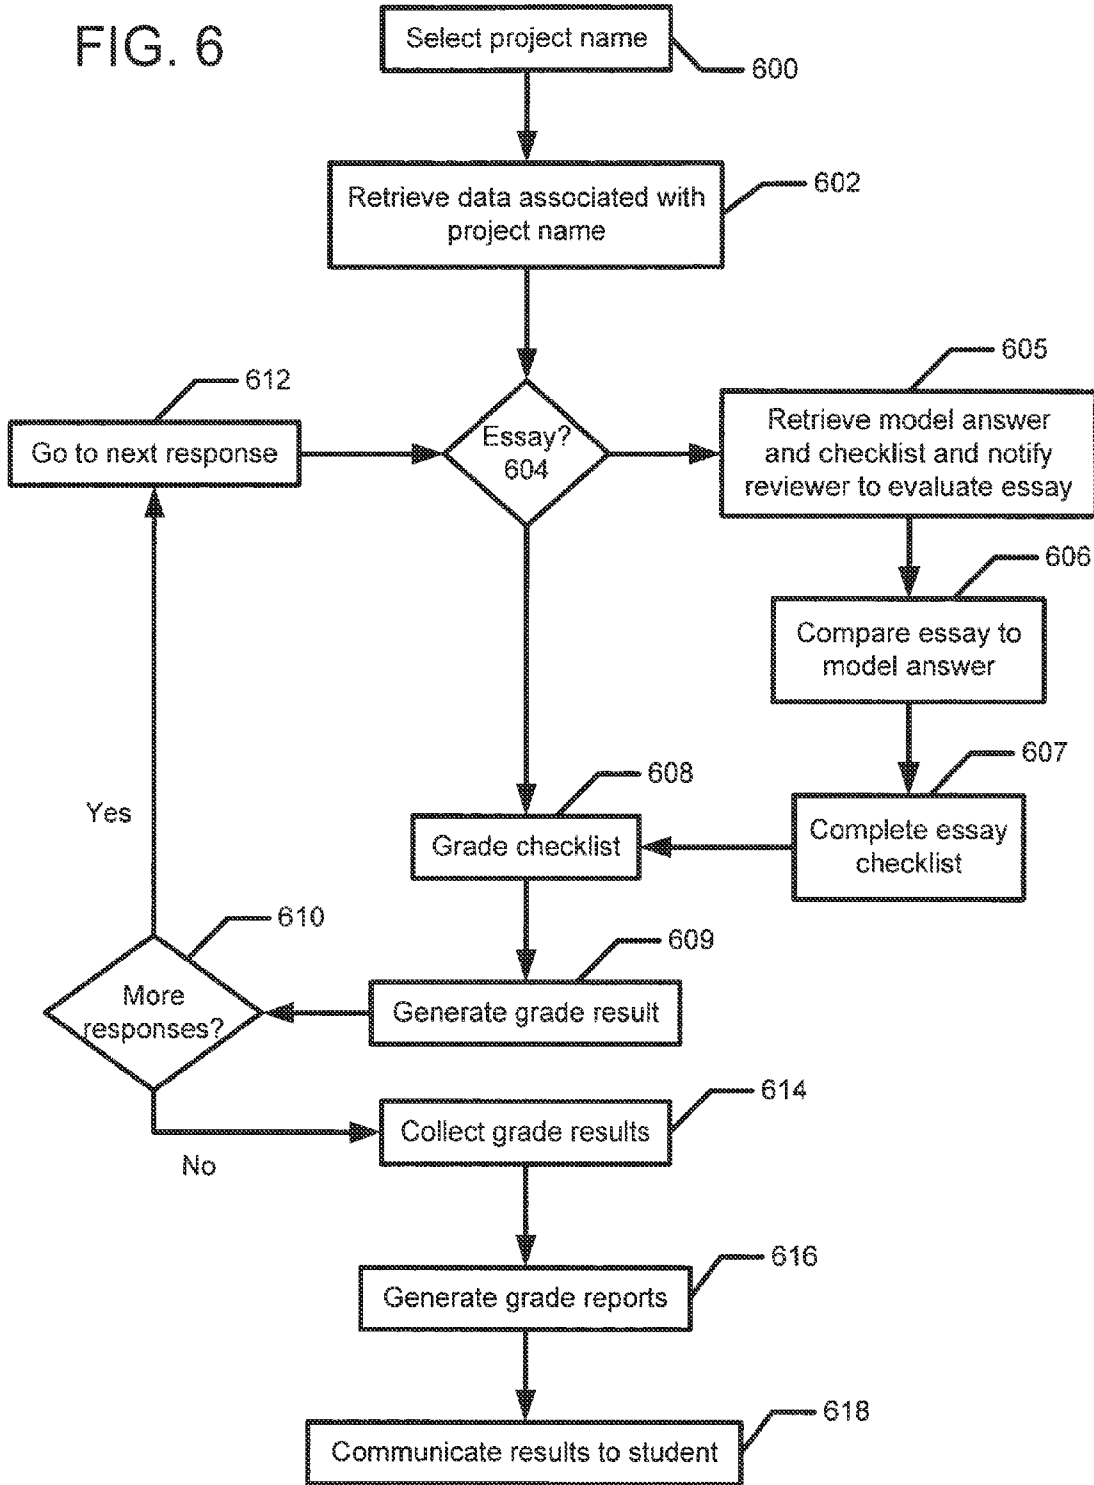 FIG. 6
Select project name
600
Retrieve data associated with
project name
602
612
Go to next response
Essay?
604
605
Retrieve model answer
and checklist and notify
reviewer to evaluate essay
606
Compare essay to
model answer
607
Complete essay
checklist
608
Grade checklist
Yes
609
Generate grade result
610
More
responses?
No
614
Collect grade results
616
Generate grade reports
618
Communicate results to student